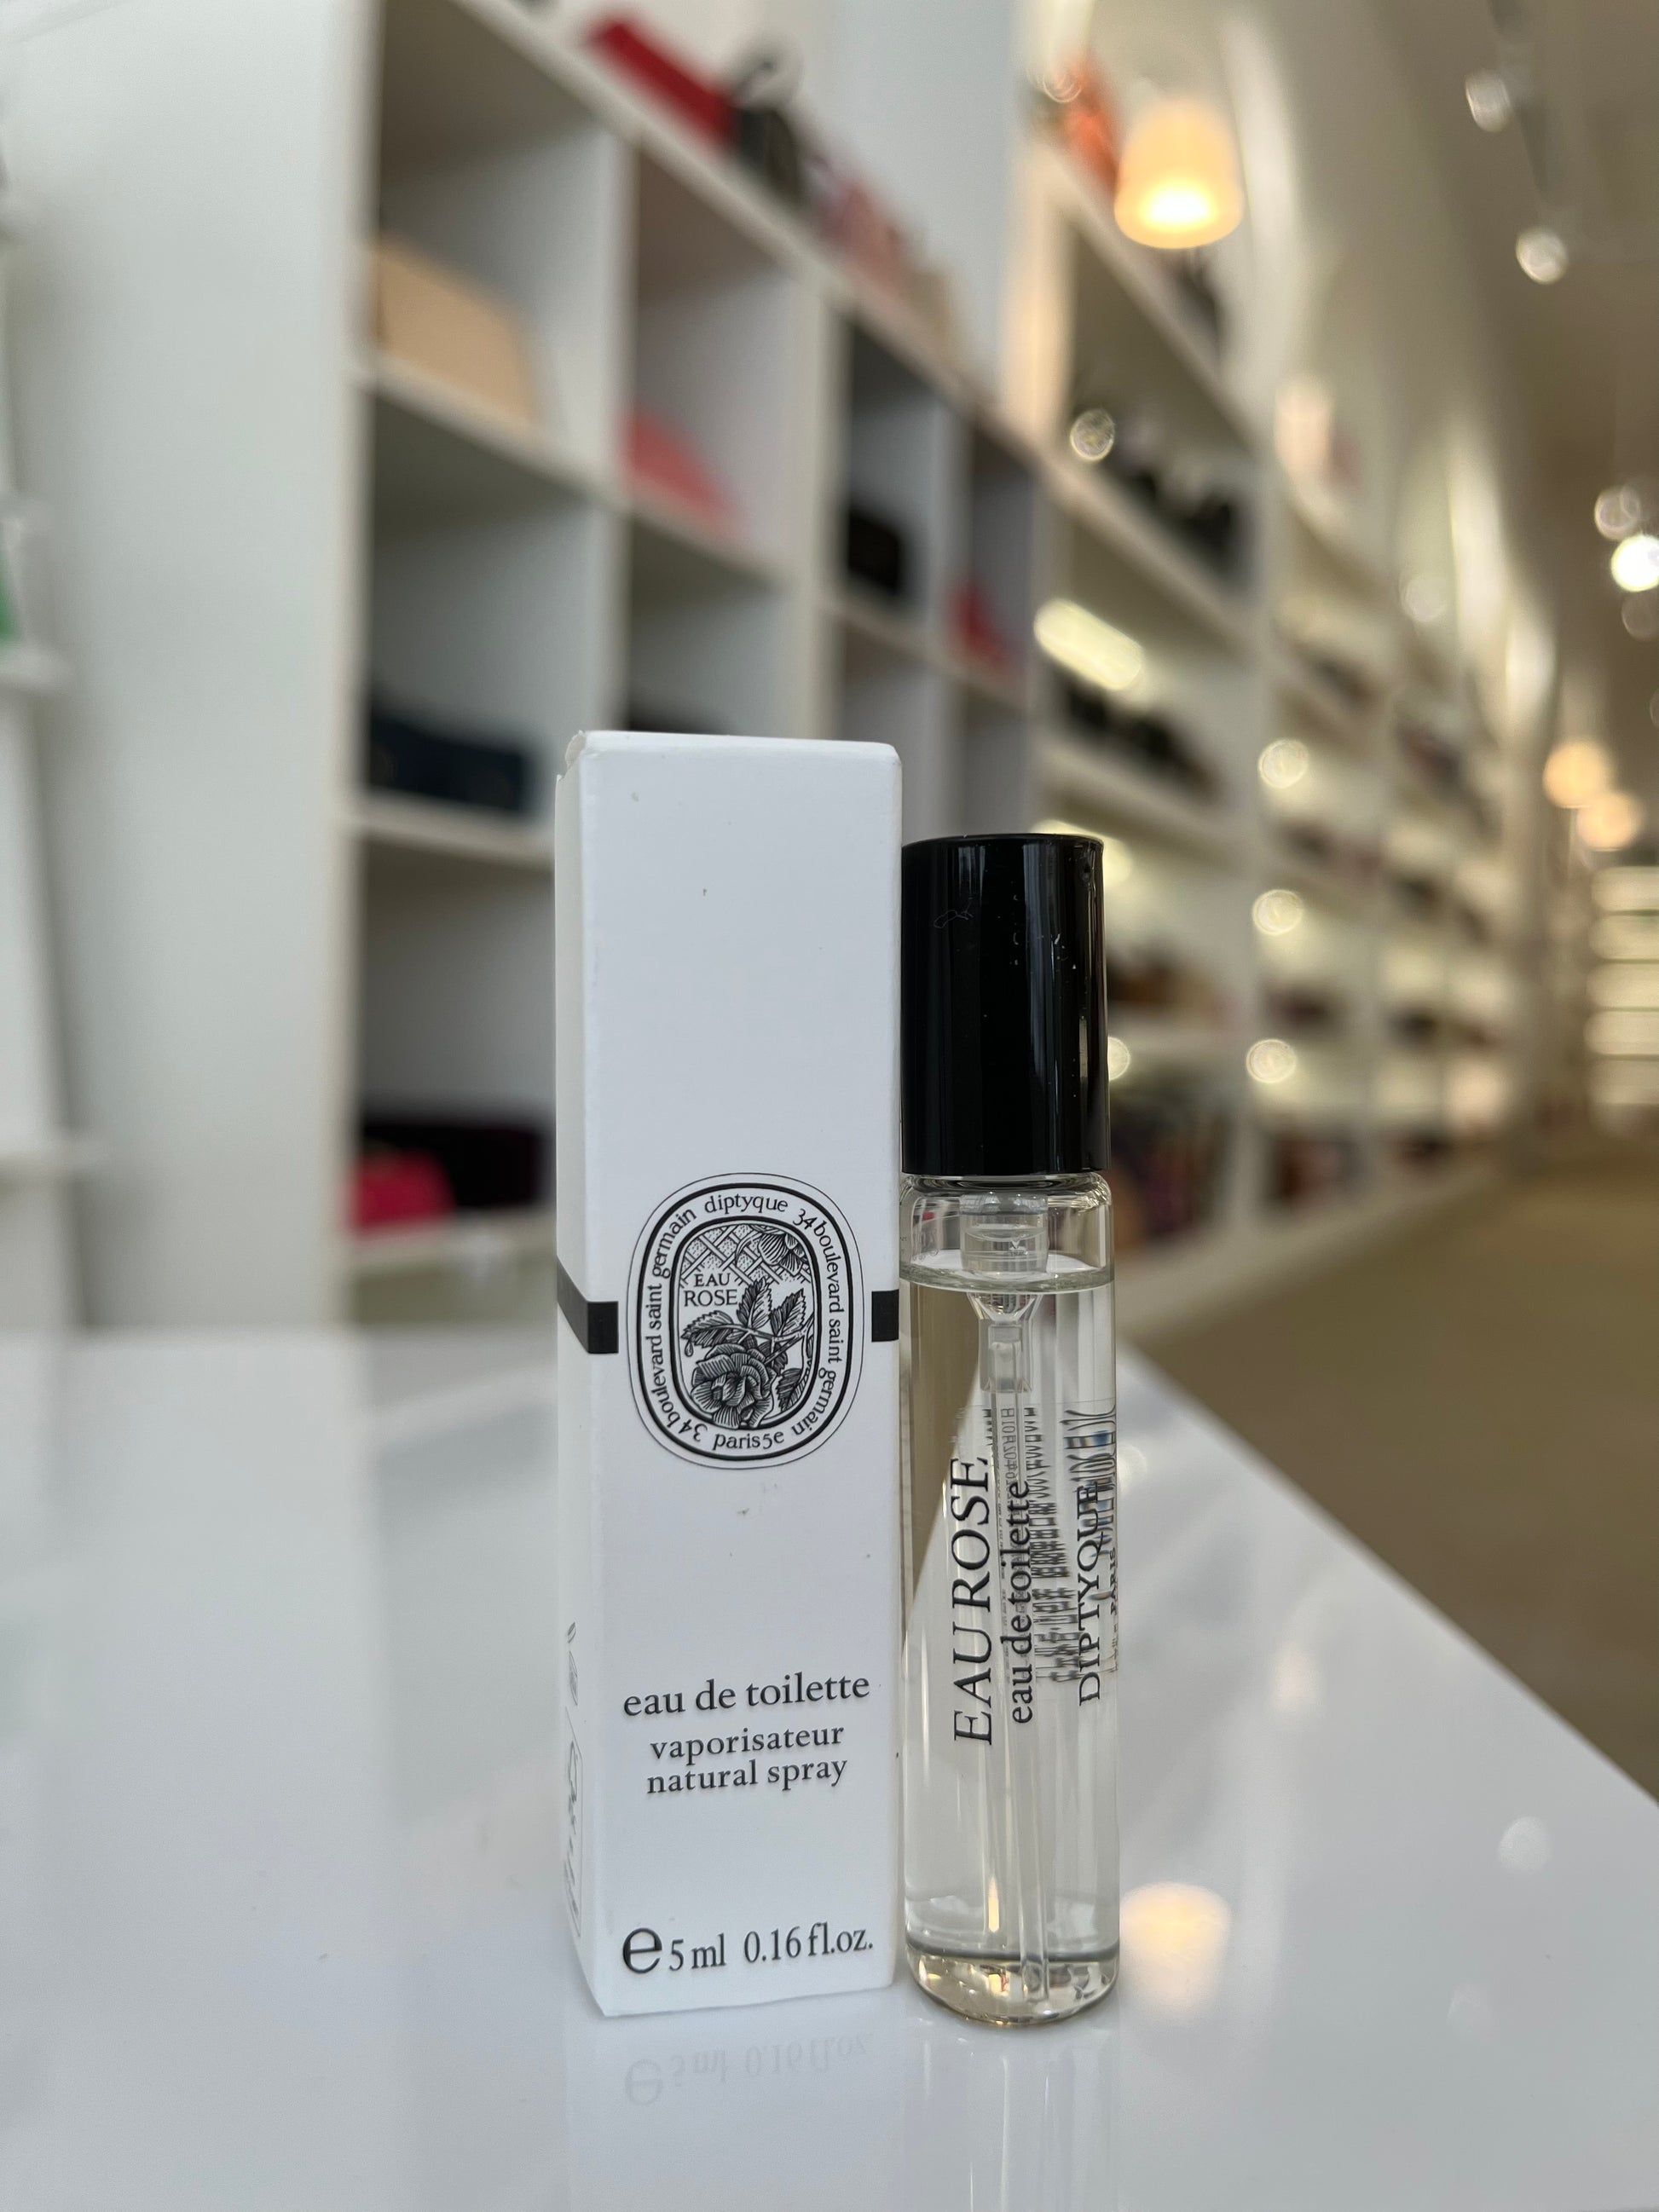 diptyque 34 boulevard saint germain paris5e 34 boulevard saint germain
EAU
ROSE
eau de toilette
vaporisateur
natural spray
℮ 5 ml 0.16 fl.oz.
EAU ROSE
eau de toilette
DIPTYQUE
PARIS